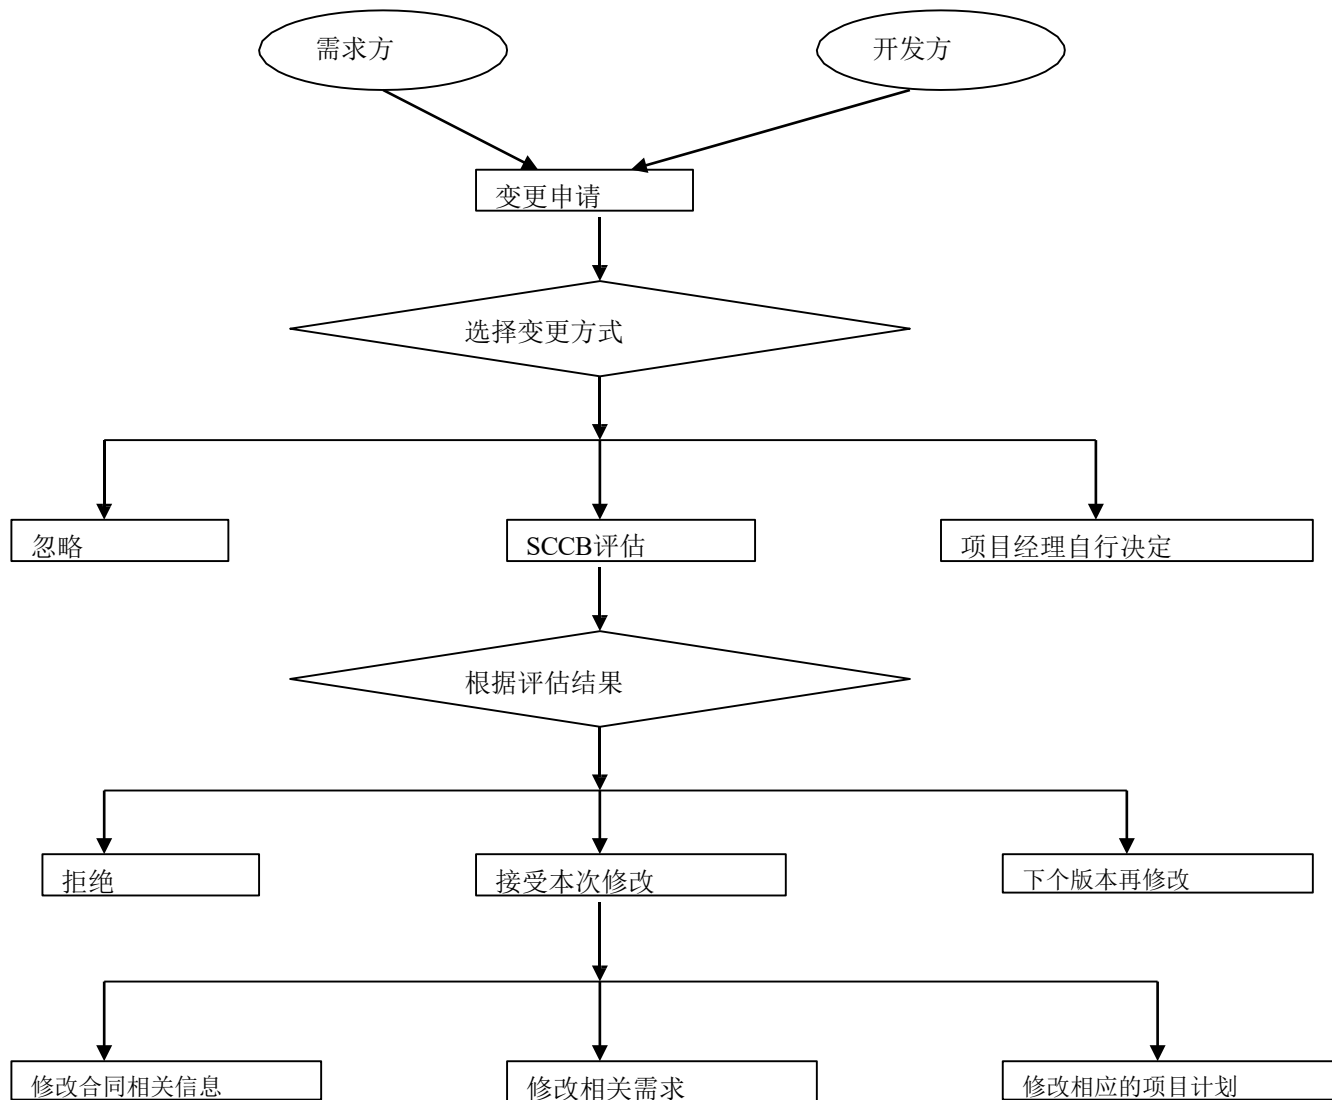 需求方
开发方
变更申请
选择变更方式
忽略
SCCB评估
项目经理自行决定
根据评估结果
拒绝
接受本次修改
下个版本再修改
修改合同相关信息
修改相关需求
修改相应的项目计划